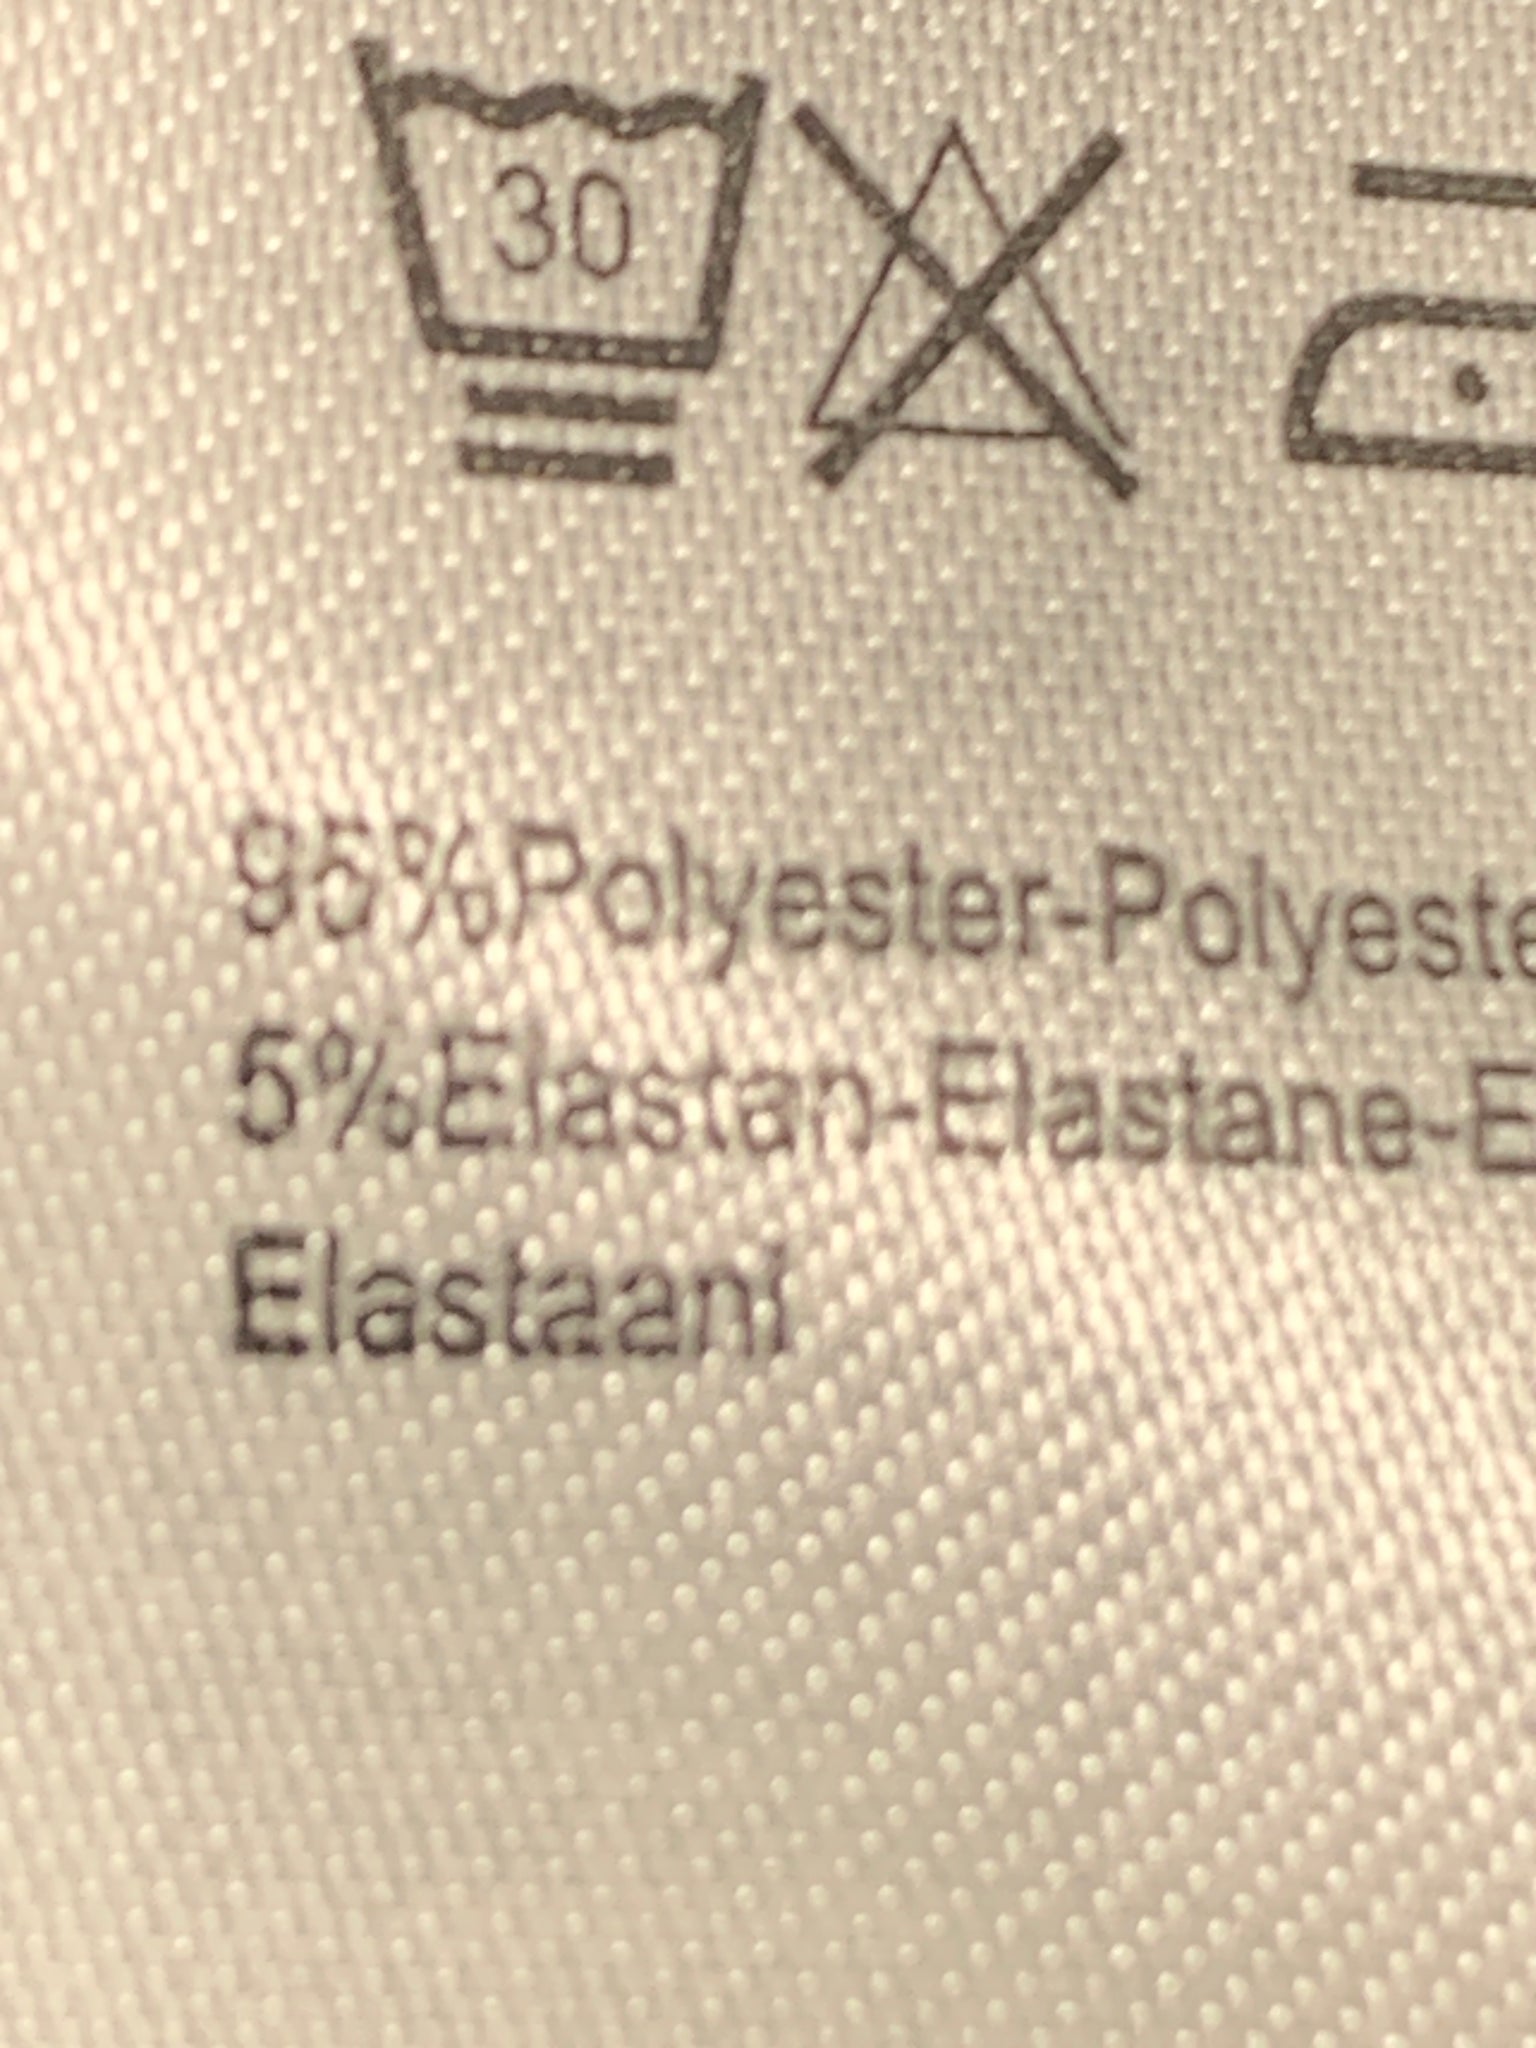 30
95%Polyester-Polyeste
5%Elastan-Elastane-E
Elastaani